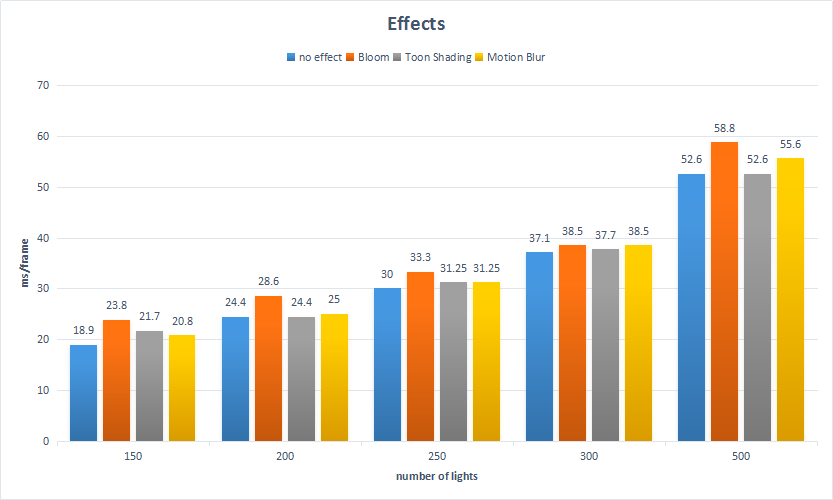 Effects
no effect Bloom Toon Shading Motion Blur
70
60
50
40
30
20
10
0
ms/frame
18.9 23.8 21.7 20.8
24.4 28.6 24.4 25
30 33.3 31.25 31.25
37.1 38.5 37.7 38.5
52.6 58.8 52.6 55.6
150 200 250 300 500
number of lights